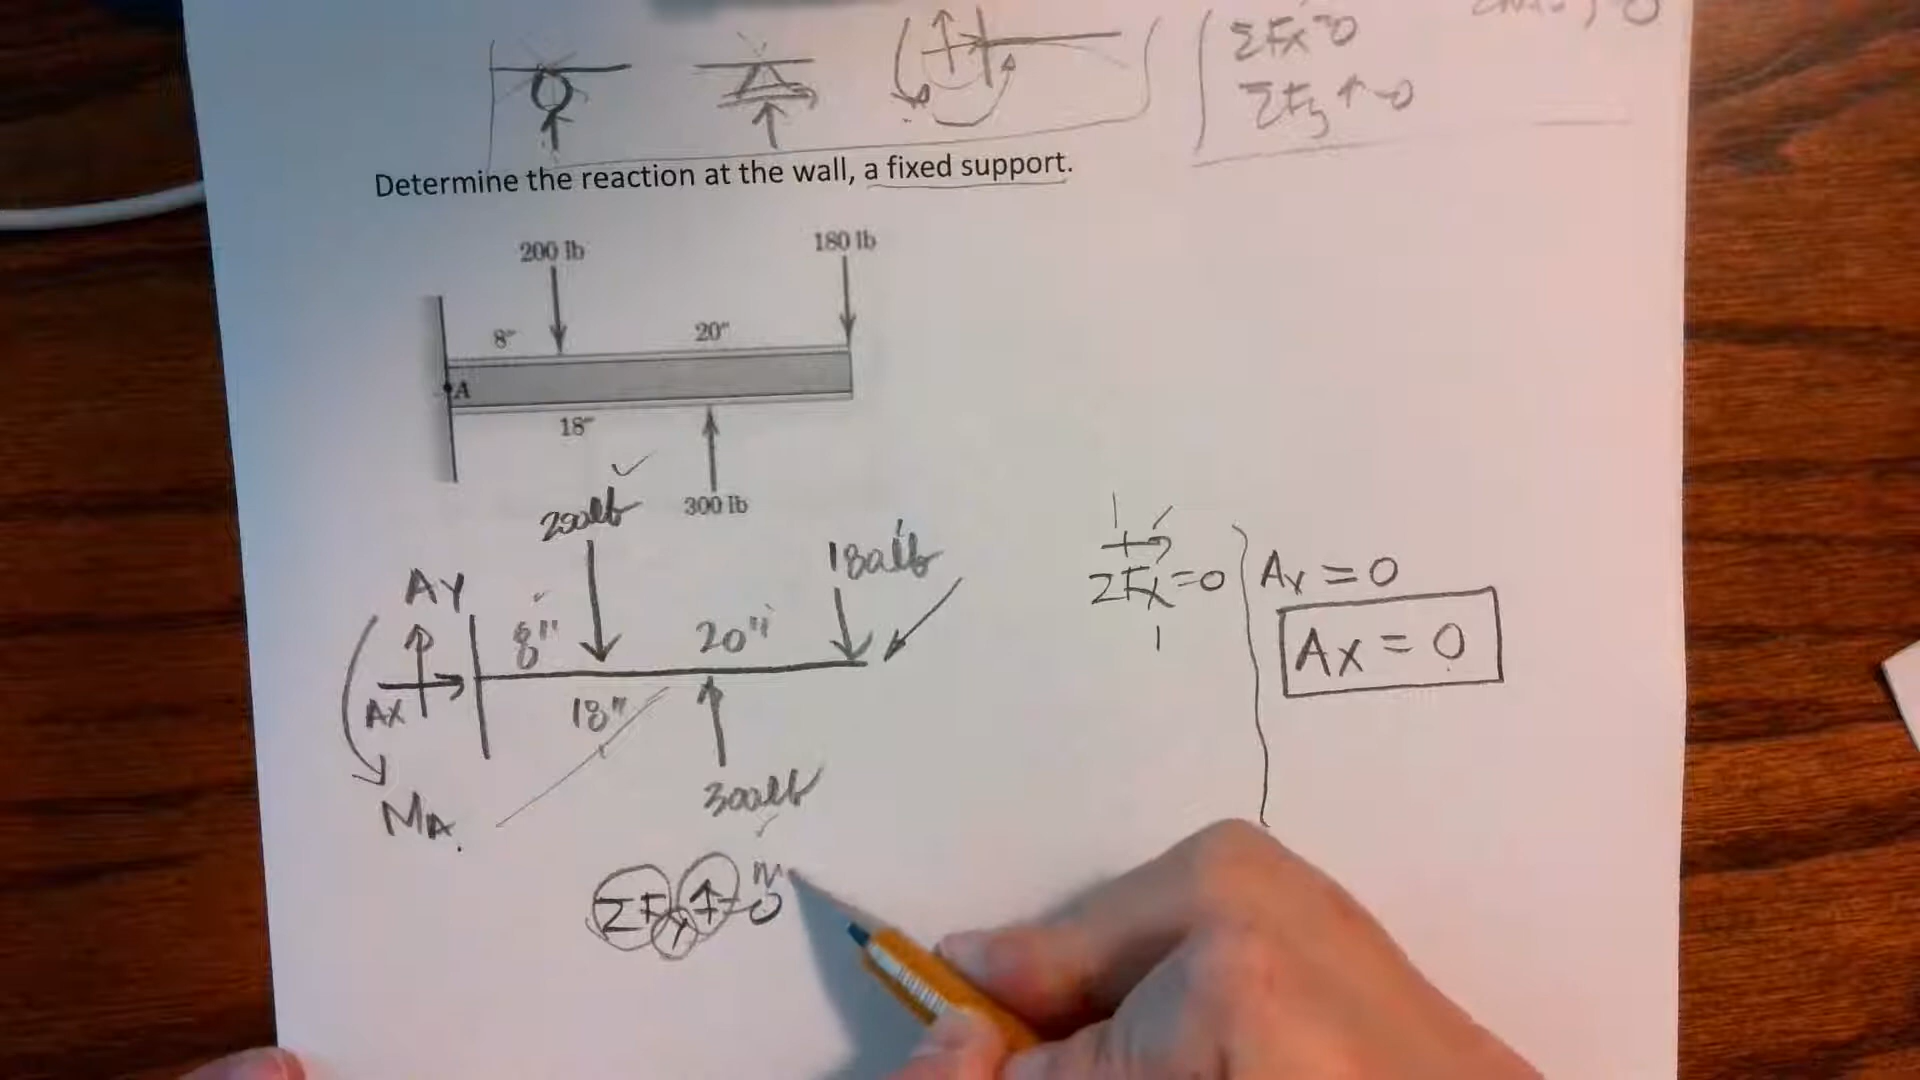 ΣFx=0
ΣFy↑=0
Determine the reaction at the wall, a fixed support.
200 lb
180 lb
8"
20"
A
18"
300 lb
200lb
180lb
Ay
8"
20"
Ax
18"
300lb
MA
ΣFx=0
Ax = 0
Ax = 0
ΣFy↑=0